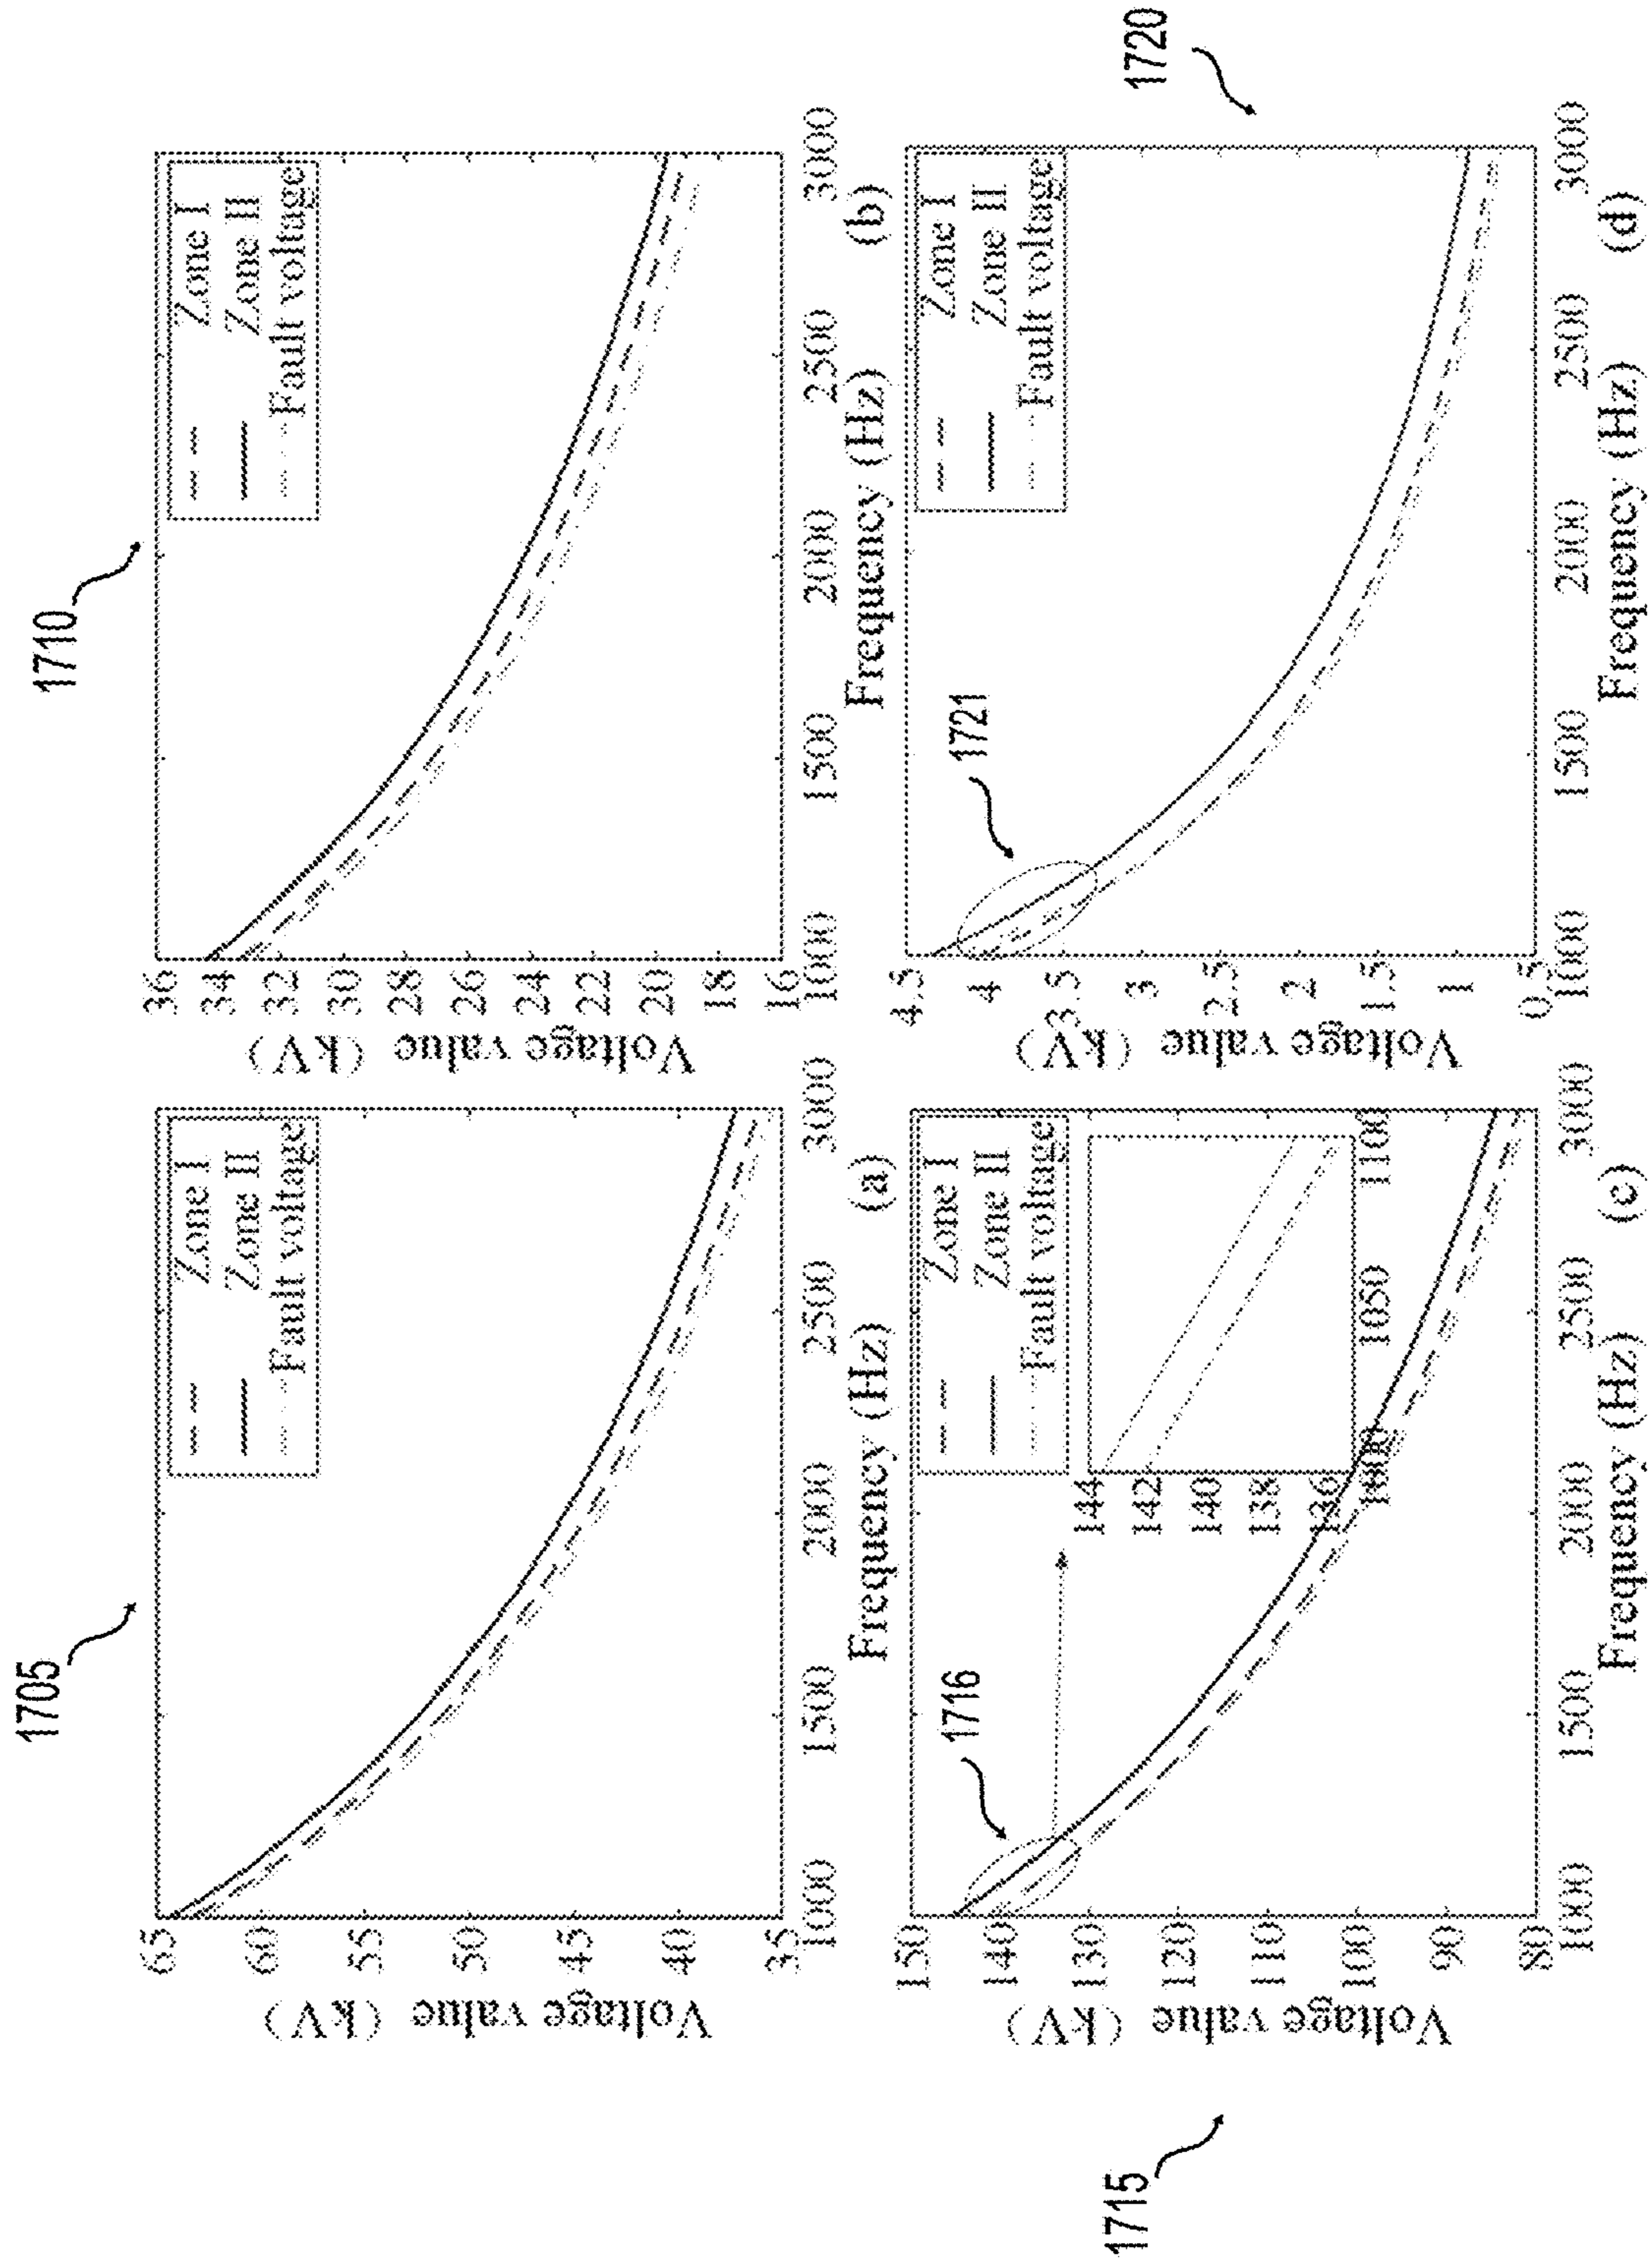 1705
1710
65
60
55
50
45
40
35
Voltage value (kV)
Zone I
Zone II
Fault voltage
1000
1500
2000
2500
3000
Frequency (Hz)
(a)
36
34
32
30
28
26
24
22
20
18
16
Voltage value (kV)
Zone I
Zone II
Fault voltage
1000
1500
2000
2500
3000
Frequency (Hz)
(b)
1715
1716
150
140
130
120
110
100
90
80
Voltage value (kV)
Zone I
Zone II
Fault voltage
144
142
140
138
136
1000
1050
1100
1000
1500
2000
2500
3000
Frequency (Hz)
(c)
1720
1721
4.5
4
3.5
3
2.5
2
1.5
1
0.5
Voltage value (kV)
Zone I
Zone II
Fault voltage
1000
1500
2000
2500
3000
Frequency (Hz)
(d)